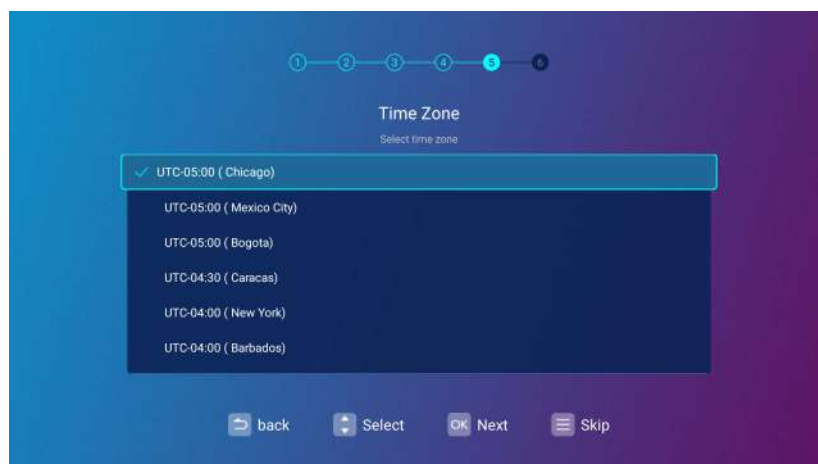 1 2 3 4 5 6
Time Zone
Select time zone
UTC-05:00 ( Chicago)
UTC-05:00 ( Mexico City)
UTC-05:00 ( Bogota)
UTC-04:30 ( Caracas)
UTC-04:00 ( New York)
UTC-04:00 ( Barbados)
back Select OK Next Skip